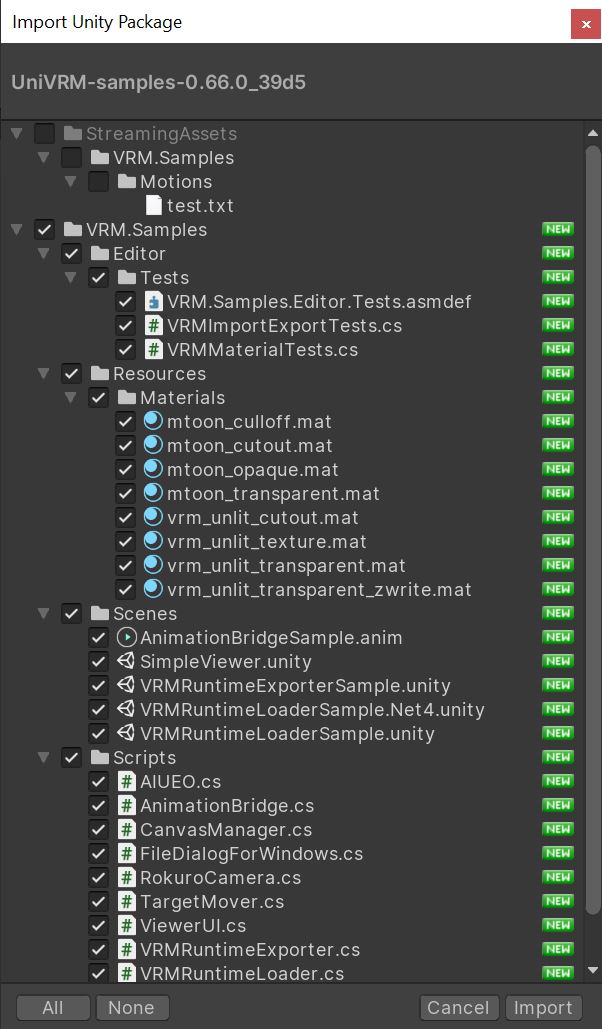 Import Unity Package
UniVRM-samples-0.66.0_39d5
StreamingAssets
VRM.Samples
Motions
test.txt
VRM.Samples NEW
Editor NEW
Tests NEW
VRM.Samples.Editor.Tests.asmdef NEW
VRMImportExportTests.cs NEW
VRMMaterialTests.cs NEW
Resources NEW
Materials NEW
mtoon_culloff.mat NEW
mtoon_cutout.mat NEW
mtoon_opaque.mat NEW
mtoon_transparent.mat NEW
vrm_unlit_cutout.mat NEW
vrm_unlit_texture.mat NEW
vrm_unlit_transparent.mat NEW
vrm_unlit_transparent_zwrite.mat NEW
Scenes NEW
AnimationBridgeSample.anim NEW
SimpleViewer.unity NEW
VRMRuntimeExporterSample.unity NEW
VRMRuntimeLoaderSample.Net4.unity NEW
VRMRuntimeLoaderSample.unity NEW
Scripts NEW
AIUEO.cs NEW
AnimationBridge.cs NEW
CanvasManager.cs NEW
FileDialogForWindows.cs NEW
RokuroCamera.cs NEW
TargetMover.cs NEW
ViewerUI.cs NEW
VRMRuntimeExporter.cs NEW
VRMRuntimeLoader.cs NEW
All None Cancel Import